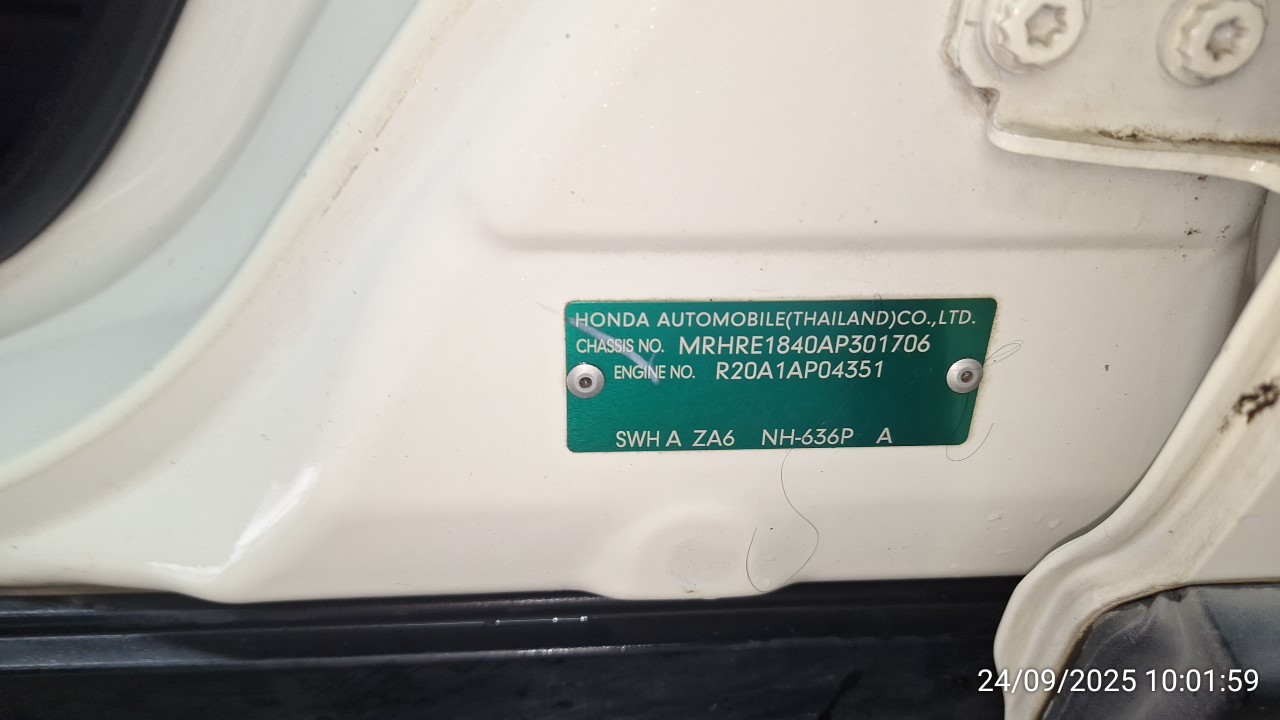 HONDA AUTOMOBILE(THAILAND)CO.,LTD.
CHASSIS NO. MRHRE1840AP301706
ENGINE NO. R20A1AP04351
SWH A ZA6 NH-636P A
24/09/2025 10:01:59